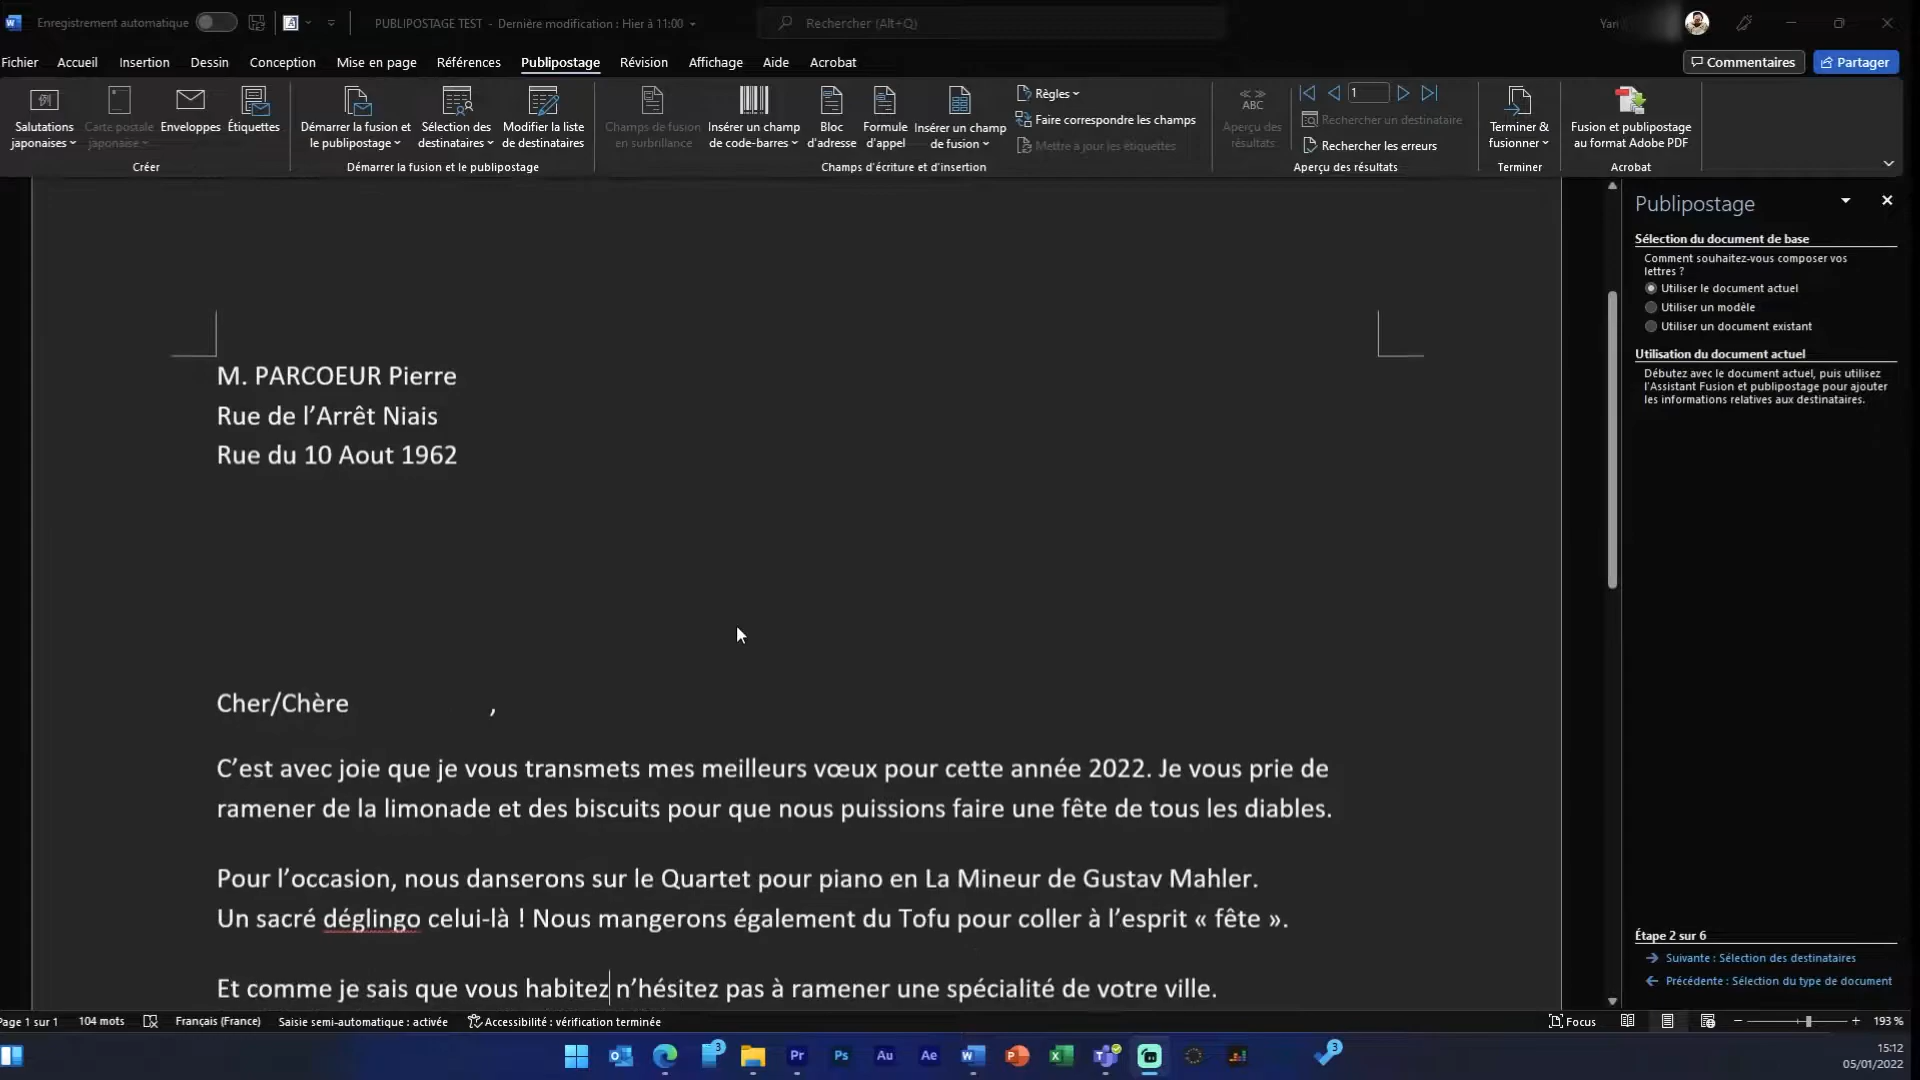 Enregistrement automatique
PUBLIPOSTAGE TEST - Dernière modification : Hier à 11:00
Rechercher (Alt+Q)
Fichier Accueil Insertion Dessin Conception Mise en page Références Publipostage Révision Affichage Aide Acrobat
Commentaires Partager
Salutations japonaises
Carte postale japonaise
Enveloppes
Étiquettes
Créer
Démarrer la fusion et le publipostage
Sélection des destinataires
Modifier la liste de destinataires
Démarrer la fusion et le publipostage
Champs de fusion en surbrillance
Insérer un champ de code-barres
Bloc d'adresse
Formule d'appel
Insérer un champ de fusion
Règles
Faire correspondre les champs
Mettre à jour les étiquettes
Champs d'écriture et d'insertion
ABC
Aperçu des résultats
1
Rechercher un destinataire
Rechercher les erreurs
Aperçu des résultats
Terminer & fusionner
Terminer
Fusion et publipostage au format Adobe PDF
Acrobat
M. PARCOEUR Pierre
Rue de l’Arrêt Niais
Rue du 10 Aout 1962
Cher/Chère ,
C’est avec joie que je vous transmets mes meilleurs vœux pour cette année 2022. Je vous prie de
ramener de la limonade et des biscuits pour que nous puissions faire une fête de tous les diables.
Pour l’occasion, nous danserons sur le Quartet pour piano en La Mineur de Gustav Mahler.
Un sacré déglingo celui-là ! Nous mangerons également du Tofu pour coller à l’esprit « fête ».
Et comme je sais que vous habitez n’hésitez pas à ramener une spécialité de votre ville.
Publipostage
Sélection du document de base
Comment souhaitez-vous composer vos
lettres ?
Utiliser le document actuel
Utiliser un modèle
Utiliser un document existant
Utilisation du document actuel
Débutez avec le document actuel, puis utilisez
l'Assistant Fusion et publipostage pour ajouter
les informations relatives aux destinataires.
Étape 2 sur 6
Suivante : Sélection des destinataires
Précédente : Sélection du type de document
Page 1 sur 1 104 mots Français (France) Saisie semi-automatique : activée Accessibilité : vérification terminée
Focus 193 %
3 Pr Ps Au Ae 3
15:12
05/01/2022